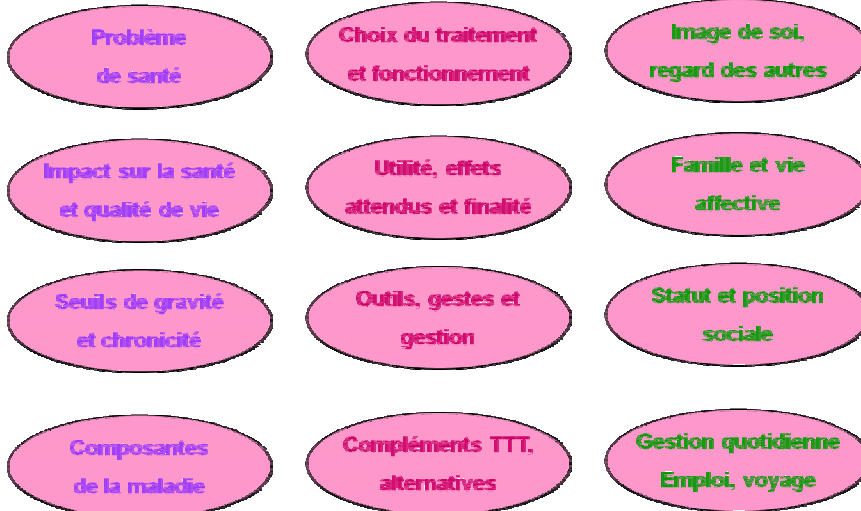 Problème
de santé
Choix du traitement
et fonctionnement
Image de soi,
regard des autres
Impact sur la santé
et qualité de vie
Utilité, effets
attendus et finalité
Famille et vie
affective
Seuils de gravité
et chronicité
Outils, gestes et
gestion
Statut et position
sociale
Composantes
de la maladie
Compléments TTT,
alternatives
Gestion quotidienne
Emploi, voyage